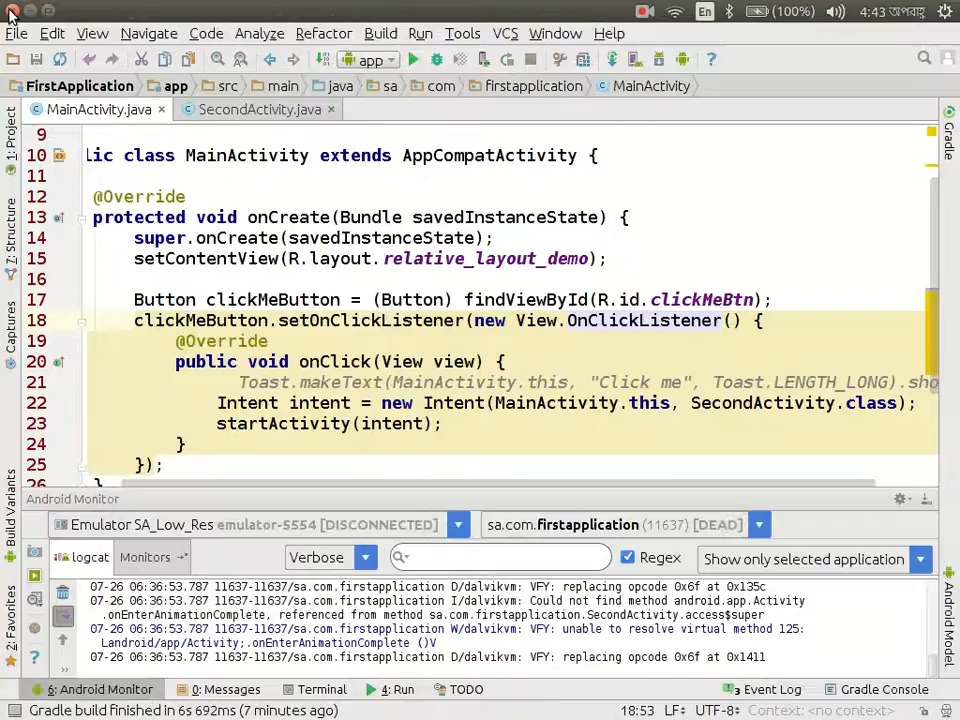 En (100%) 4:43 অপরাহ্ণ
File Edit View Navigate Code Analyze Refactor Build Run Tools VCS Window Help
app
FirstApplication app src main java sa com firstapplication MainActivity
MainActivity.java SecondActivity.java
1: Project
7: Structure
Captures
Build Variants
2: Favorites
Gradle
Android Model
9
10 lic class MainActivity extends AppCompatActivity {
11
12 @Override
13 protected void onCreate(Bundle savedInstanceState) {
14 super.onCreate(savedInstanceState);
15 setContentView(R.layout.relative_layout_demo);
16
17 Button clickMeButton = (Button) findViewById(R.id.clickMeBtn);
18 clickMeButton.setOnClickListener(new View.OnClickListener() {
19 @Override
20 public void onClick(View view) {
21 Toast.makeText(MainActivity.this, "Click me", Toast.LENGTH_LONG).sho
22 Intent intent = new Intent(MainActivity.this, SecondActivity.class);
23 startActivity(intent);
24 }
25 });
26 }
Android Monitor
Emulator SA_Low_Res emulator-5554 [DISCONNECTED] sa.com.firstapplication (11637) [DEAD]
logcat Monitors Verbose Regex Show only selected application
07-26 06:36:53.787 11637-11637/sa.com.firstapplication D/dalvikvm: VFY: replacing opcode 0x6f at 0x135c
07-26 06:36:53.787 11637-11637/sa.com.firstapplication I/dalvikvm: Could not find method android.app.Activity
.onEnterAnimationComplete, referenced from method sa.com.firstapplication.SecondActivity.access$super
07-26 06:36:53.787 11637-11637/sa.com.firstapplication W/dalvikvm: VFY: unable to resolve virtual method 125:
Landroid/app/Activity;.onEnterAnimationComplete ()V
07-26 06:36:53.787 11637-11637/sa.com.firstapplication D/dalvikvm: VFY: replacing opcode 0x6f at 0x1411
6: Android Monitor 0: Messages Terminal 4: Run TODO 3 Event Log Gradle Console
Gradle build finished in 6s 692ms (7 minutes ago) 18:53 LF UTF-8 Context: <no context>